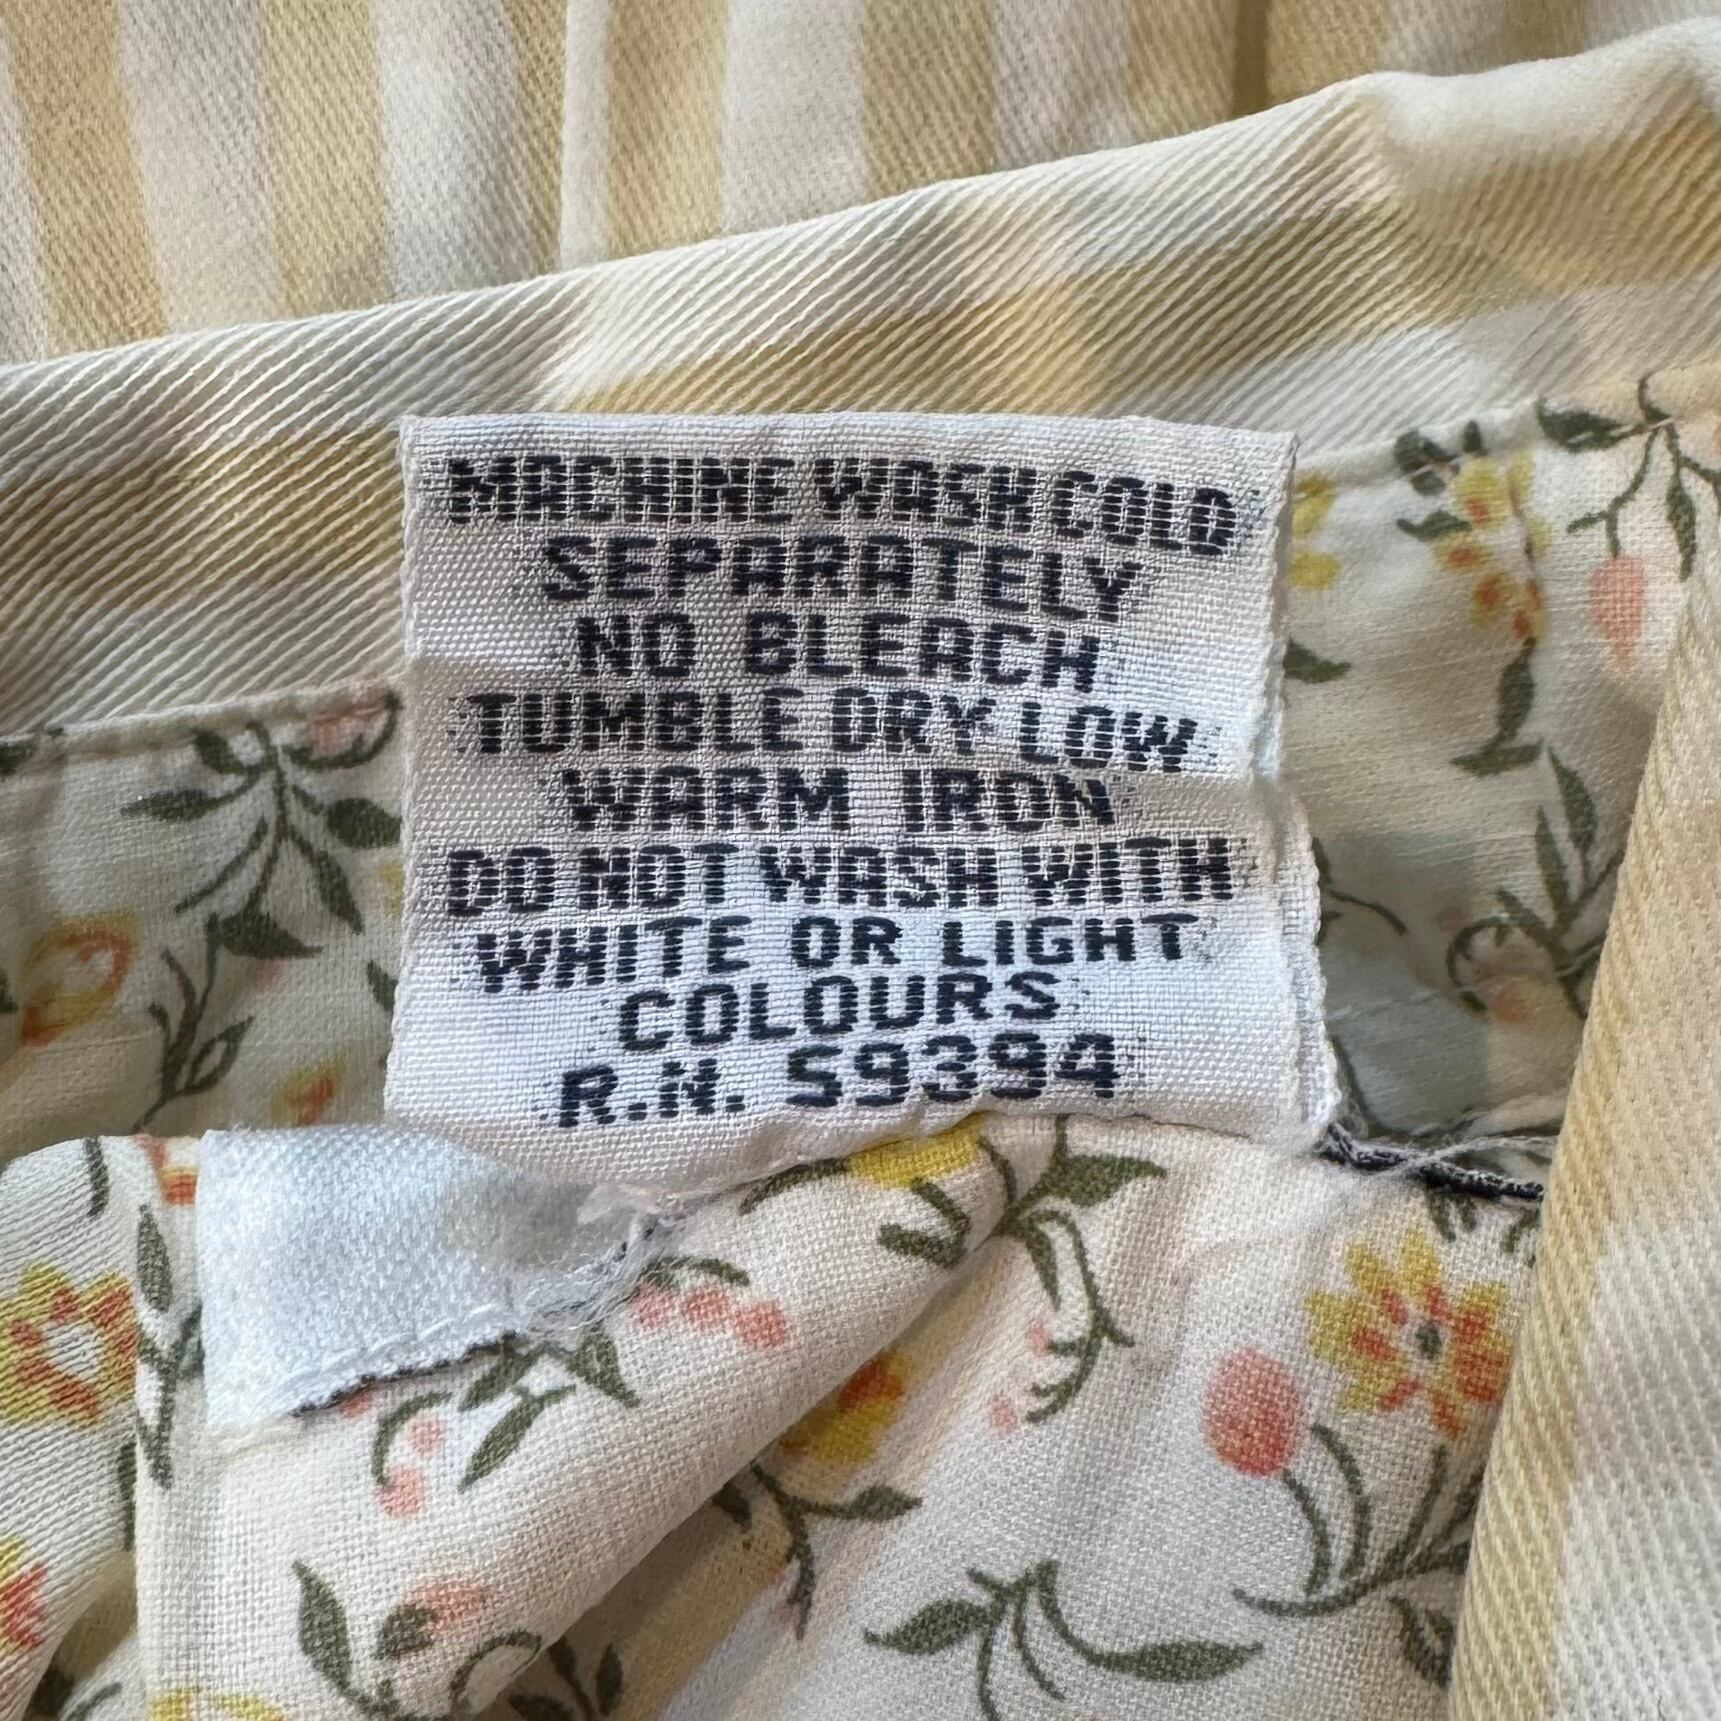 MACHINE WASH COLD
SEPARATELY
NO BLEACH
TUMBLE DRY LOW
WARM IRON
DO NOT WASH WITH
WHITE OR LIGHT
COLOURS
R.N. 59394